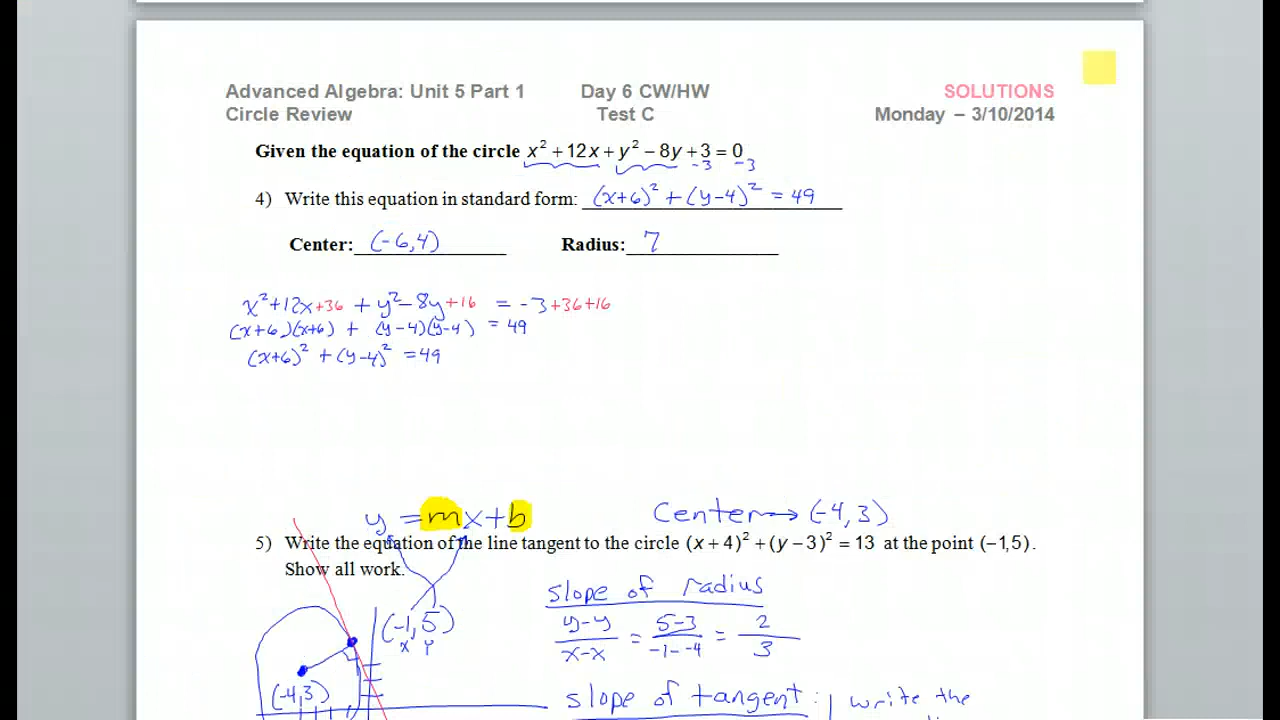 Advanced Algebra: Unit 5 Part 1 Day 6 CW/HW SOLUTIONS
Circle Review Test C Monday – 3/10/2014
Given the equation of the circle x² + 12x + y² − 8y + 3 = 0
-3 -3
4) Write this equation in standard form: (x+6)² + (y-4)² = 49
Center: (-6,4) Radius: 7
x²+12x+36 + y²-8y+16 = -3+36+16
(x+6)(x+6) + (y-4)(y-4) = 49
(x+6)² + (y-4)² = 49
y = mx+b Center → (-4,3)
5) Write the equation of the line tangent to the circle (x + 4)² + (y − 3)² = 13 at the point (−1,5).
Show all work.
slope of radius
(-1,5)
x y
y-y/x-x = 5-3/-1--4 = 2/3
(-4,3)
slope of tangent: write the